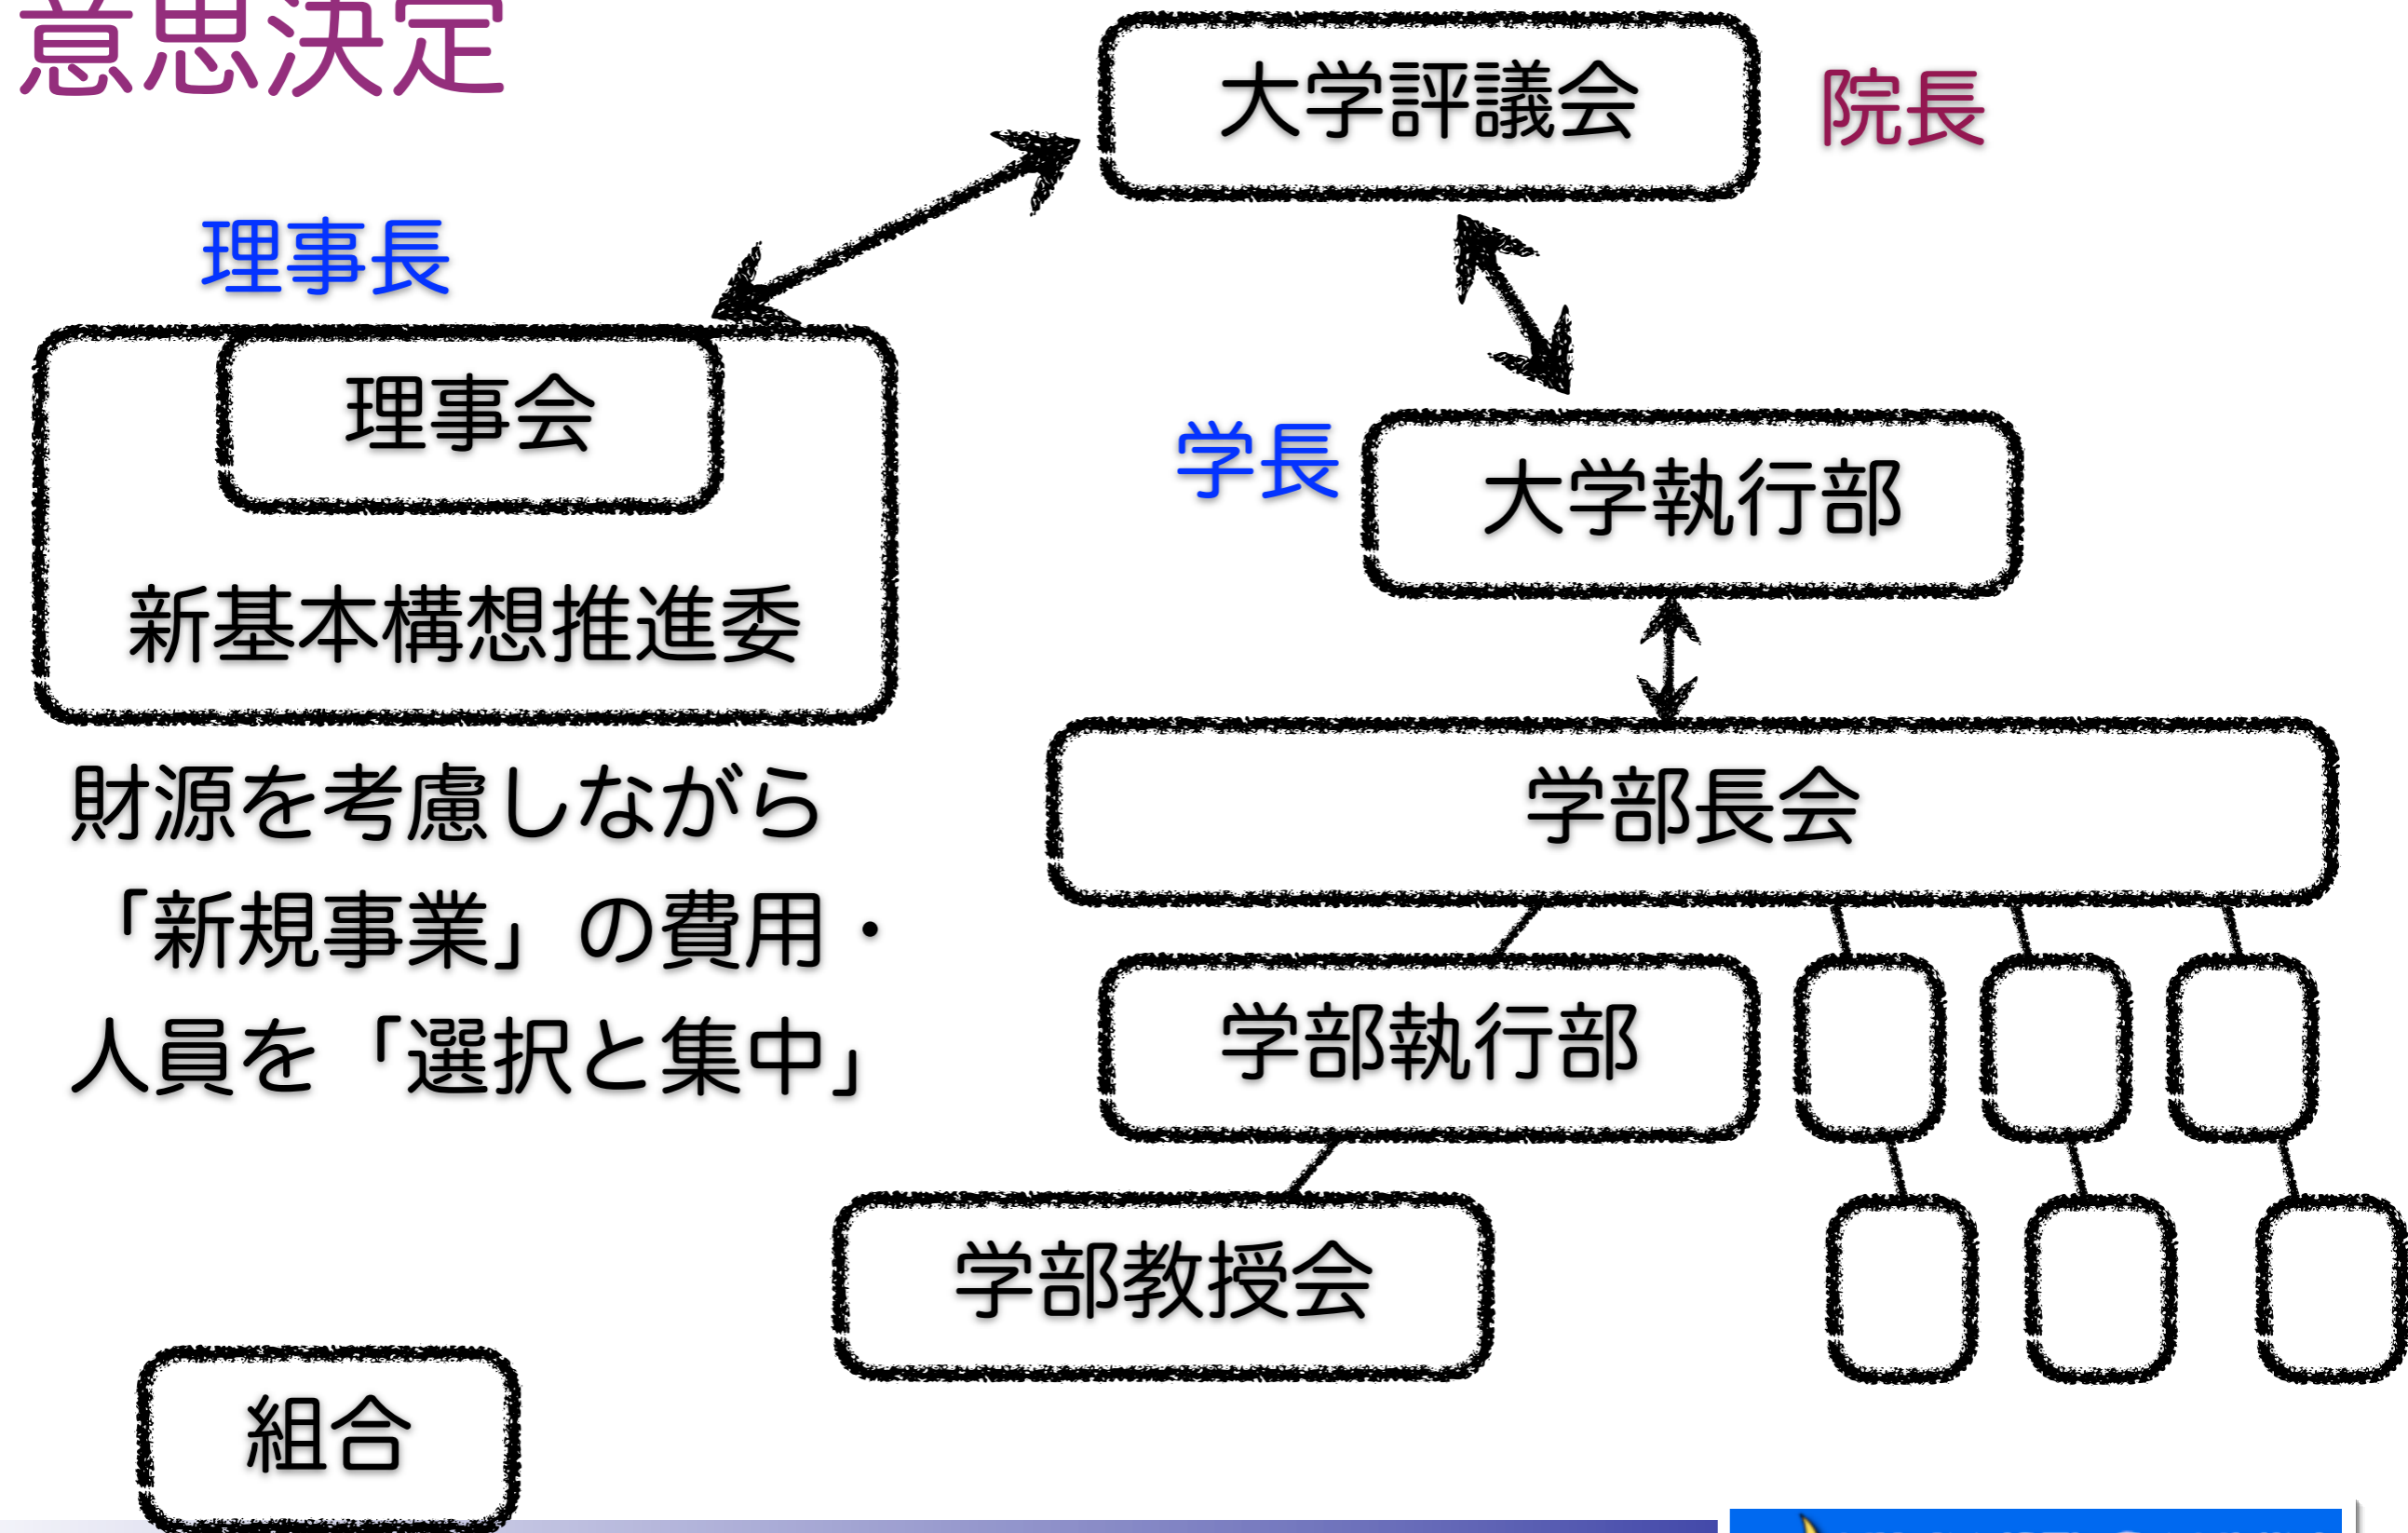 意思決定
大学評議会
院長
理事長
理事会
新基本構想推進委
学長
大学執行部
財源を考慮しながら
「新規事業」の費用・
人員を「選択と集中」
学部長会
学部執行部
学部教授会
組合